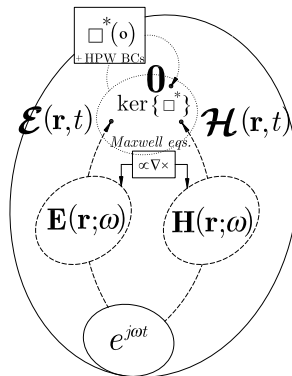 □*(o)
+HPW BCs
0
ker{□*}
𝓔(r,t) 𝓗(r,t)
Maxwell eqs.
∝∇×
E(r;ω) H(r;ω)
e^{jωt}